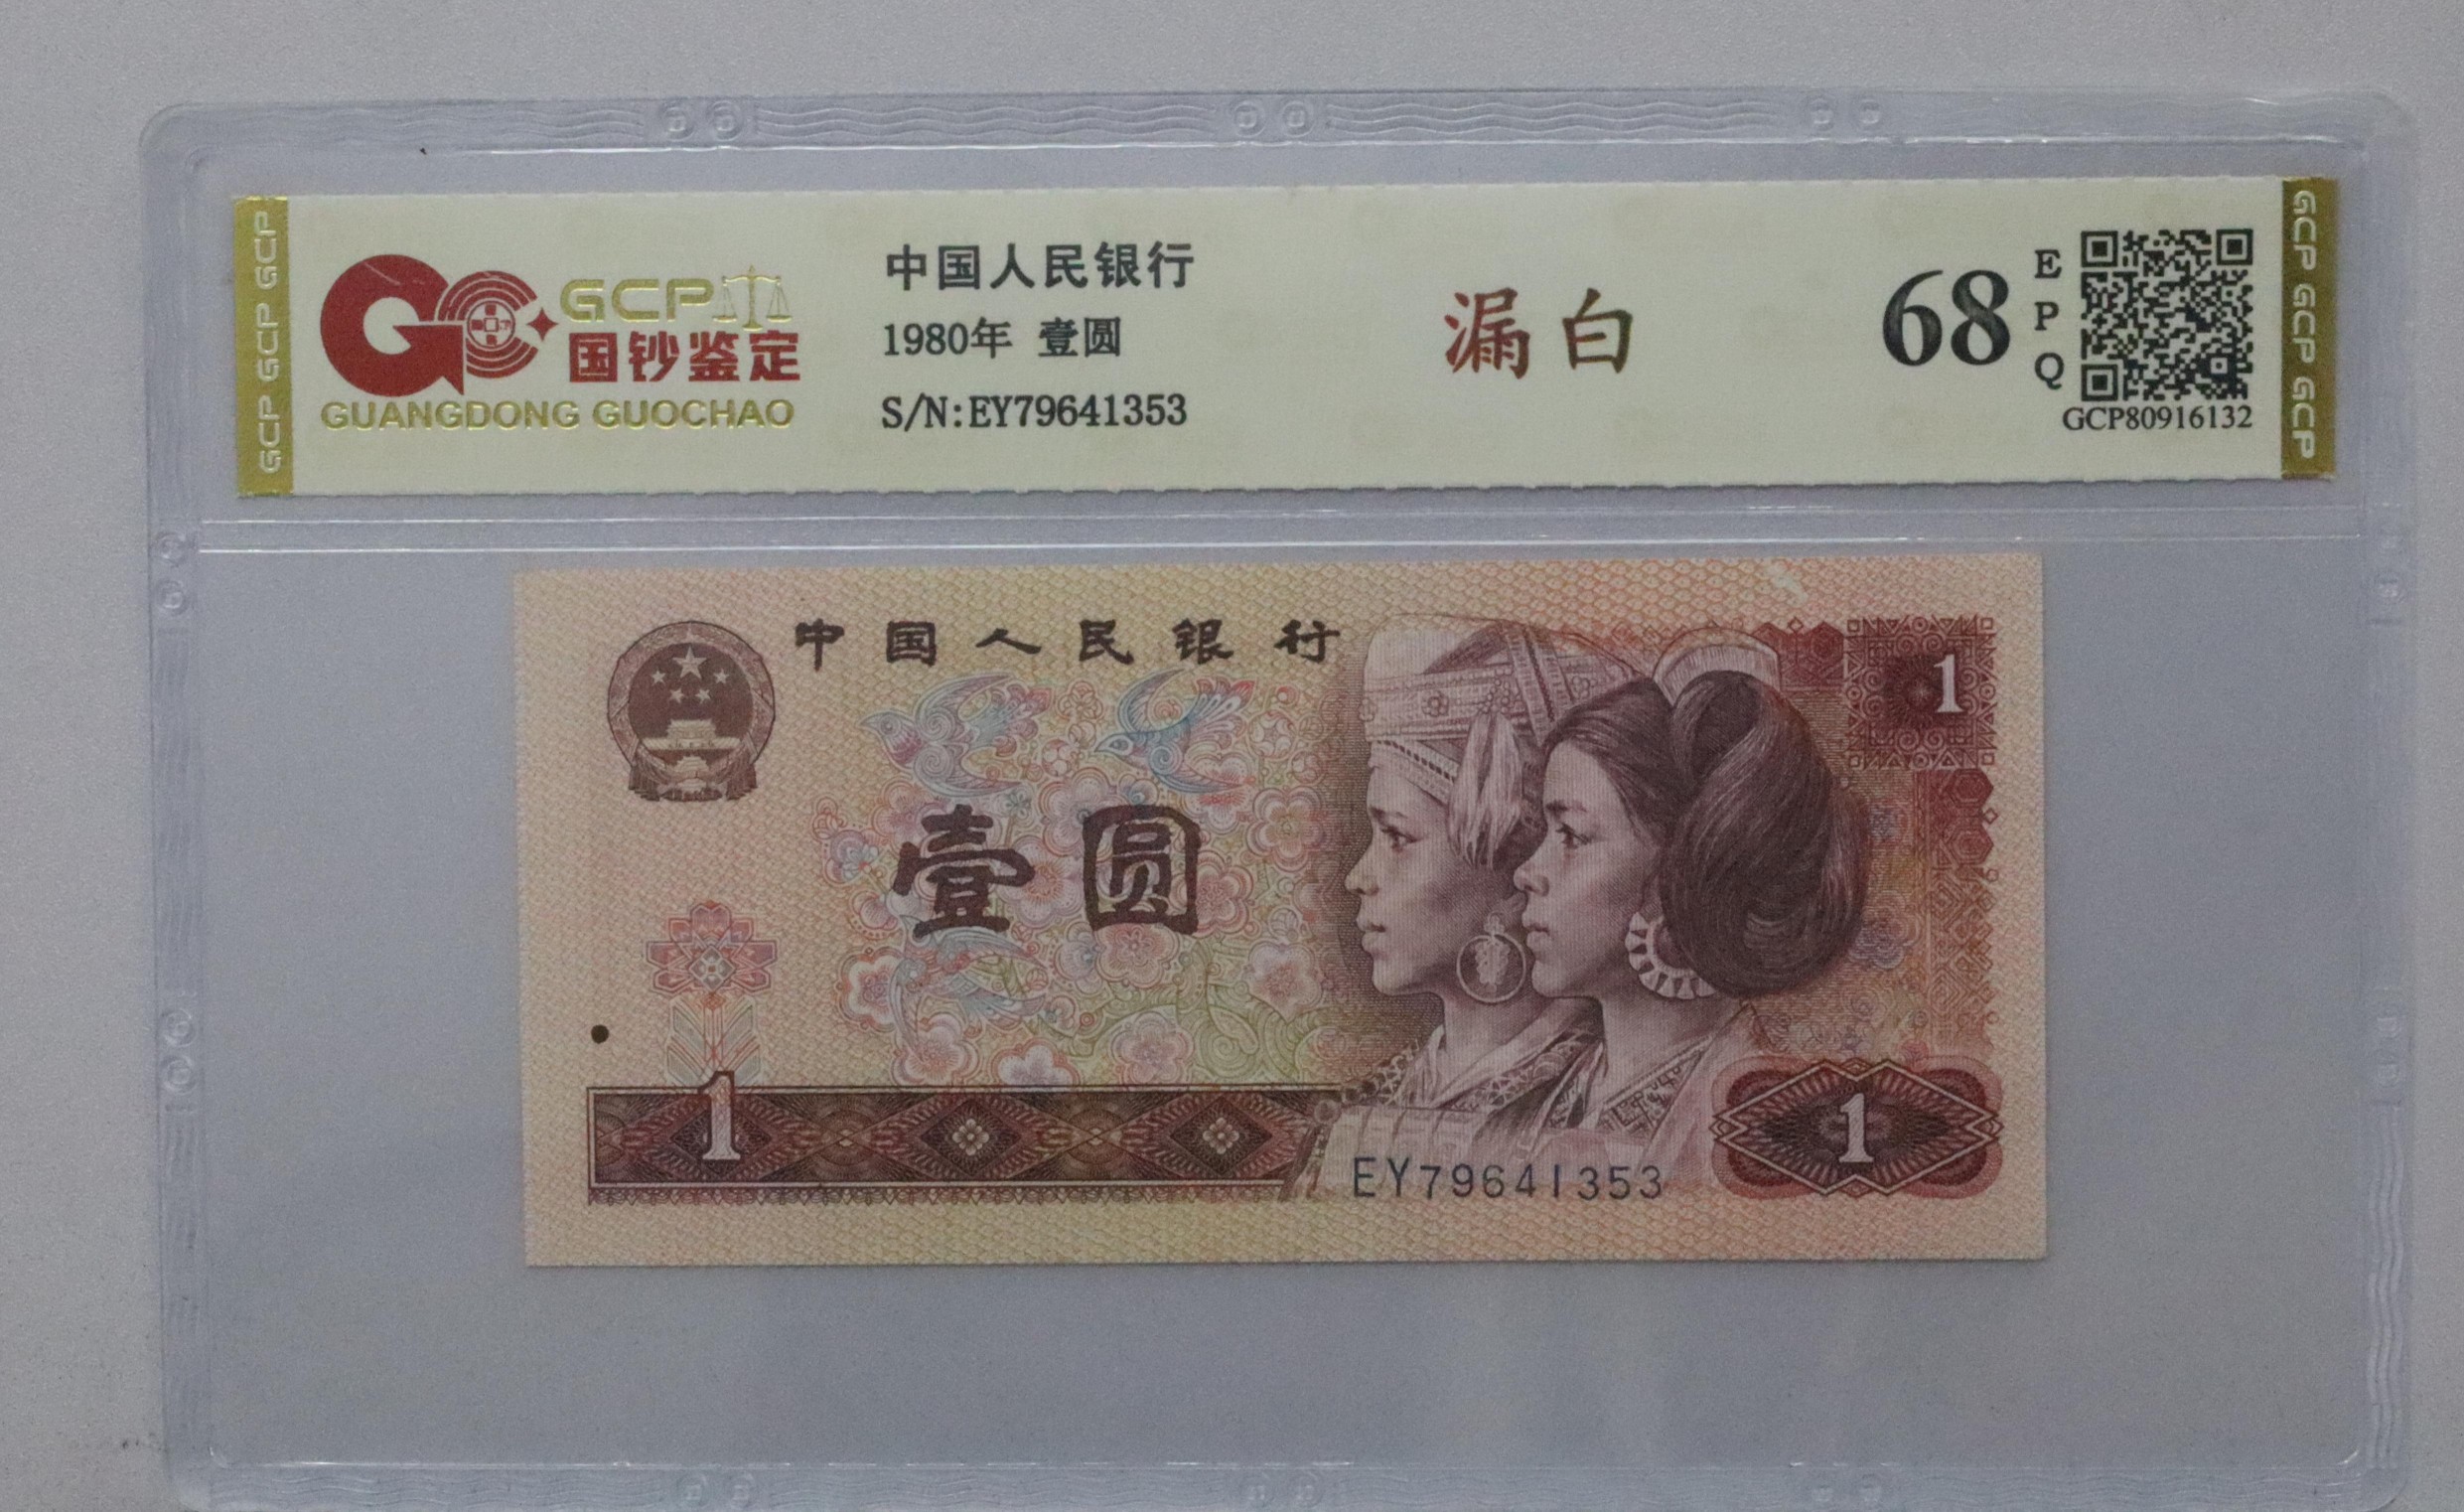 GCP GCP GCP
GCP
国钞鉴定
GUANGDONG GUOCHAO
中国人民银行
1980年 壹圆
S/N:EY79641353
漏白
68
EPQ
GCP80916132
GCP GCP GCP
中国人民银行
1
壹圆
1
1
EY79641353